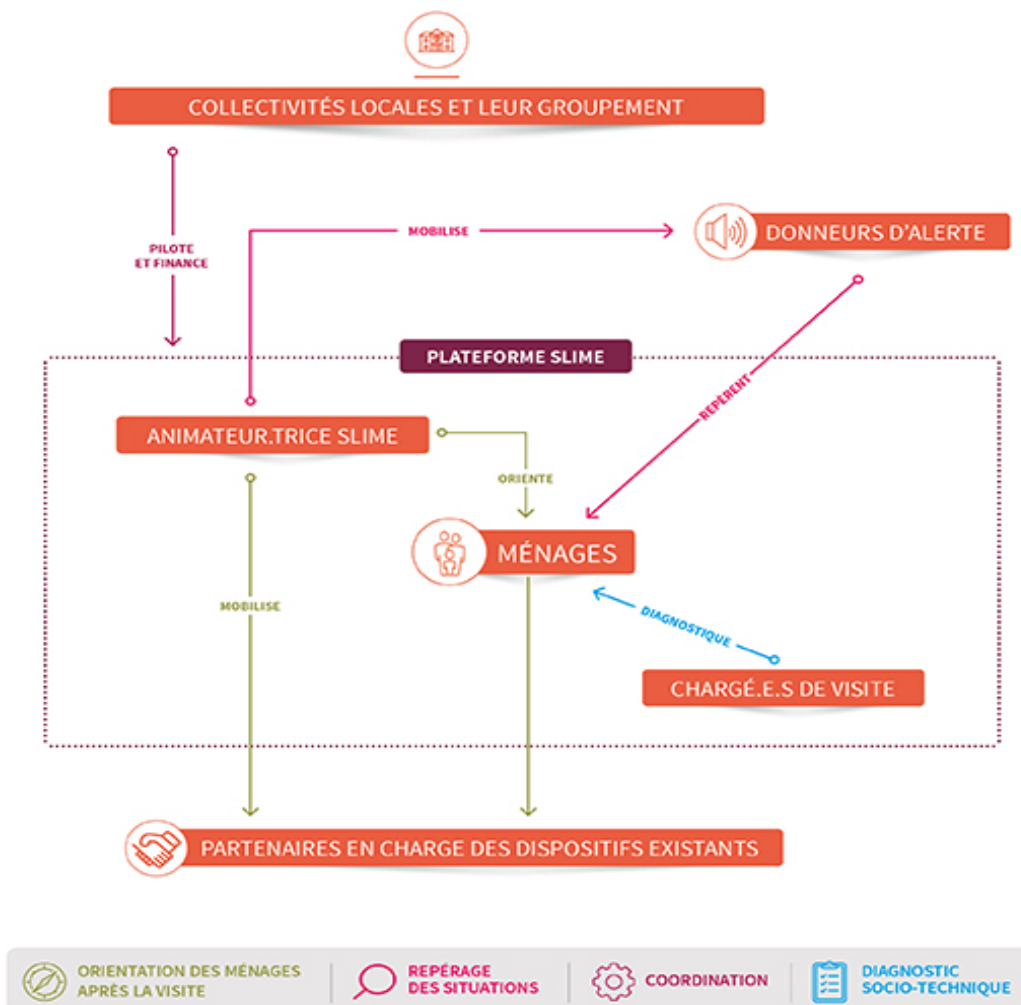 COLLECTIVITÉS LOCALES ET LEUR GROUPEMENT
MOBILISE
DONNEURS D'ALERTE
PILOTE
ET FINANCE
PLATEFORME SLIME
REPÈRENT
ANIMATEUR.TRICE SLIME
ORIENTE
MÉNAGES
MOBILISE
DIAGNOSTIQUE
CHARGÉ.E.S DE VISITE
PARTENAIRES EN CHARGE DES DISPOSITIFS EXISTANTS
ORIENTATION DES MÉNAGES
APRÈS LA VISITE
REPÉRAGE
DES SITUATIONS
COORDINATION
DIAGNOSTIC
SOCIO-TECHNIQUE